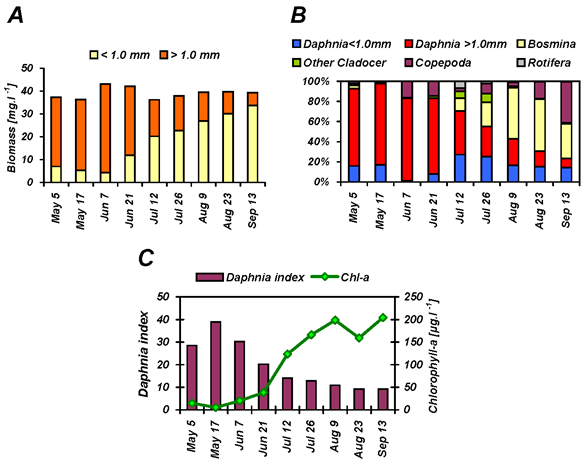 A
< 1.0 mm > 1.0 mm
Biomass [mg.l⁻¹]
50
40
30
20
10
0
May 5 May 17 Jun 7 Jun 21 Jul 12 Jul 26 Aug 9 Aug 23 Sep 13
B
Daphnia<1.0mm Daphnia >1.0mm Bosmina
Other Cladocer Copepoda Rotifera
100%
80%
60%
40%
20%
0%
May 5 May 17 Jun 7 Jun 21 Jul 12 Jul 26 Aug 9 Aug 23 Sep 13
C
Daphnia index Chl-a
Daphnia index
50
40
30
20
10
0
250
200
150
100
50
0
Chlorophyll-a [µg.l⁻¹]
May 5 May 17 Jun 7 Jun 21 Jul 12 Jul 26 Aug 9 Aug 23 Sep 13